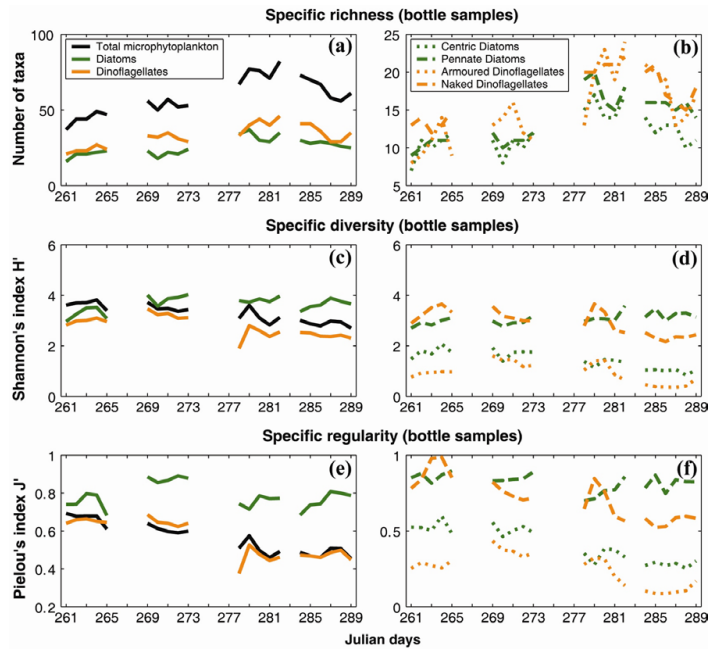 Specific richness (bottle samples)
Number of taxa
100
50
0
Total microphytoplankton
Diatoms
Dinoflagellates
(a)
261 265 269 273 277 281 285 289
25
20
15
10
5
Centric Diatoms
Pennate Diatoms
Armoured Dinoflagellates
Naked Dinoflagellates
(b)
261 265 269 273 277 281 285 289
Specific diversity (bottle samples)
Shannon's index H'
6
4
2
0
(c)
261 265 269 273 277 281 285 289
6
4
2
0
(d)
261 265 269 273 277 281 285 289
Specific regularity (bottle samples)
Pielou's index J'
1
0.8
0.6
0.4
0.2
(e)
261 265 269 273 277 281 285 289
1
0.5
0
(f)
261 265 269 273 277 281 285 289
Julian days